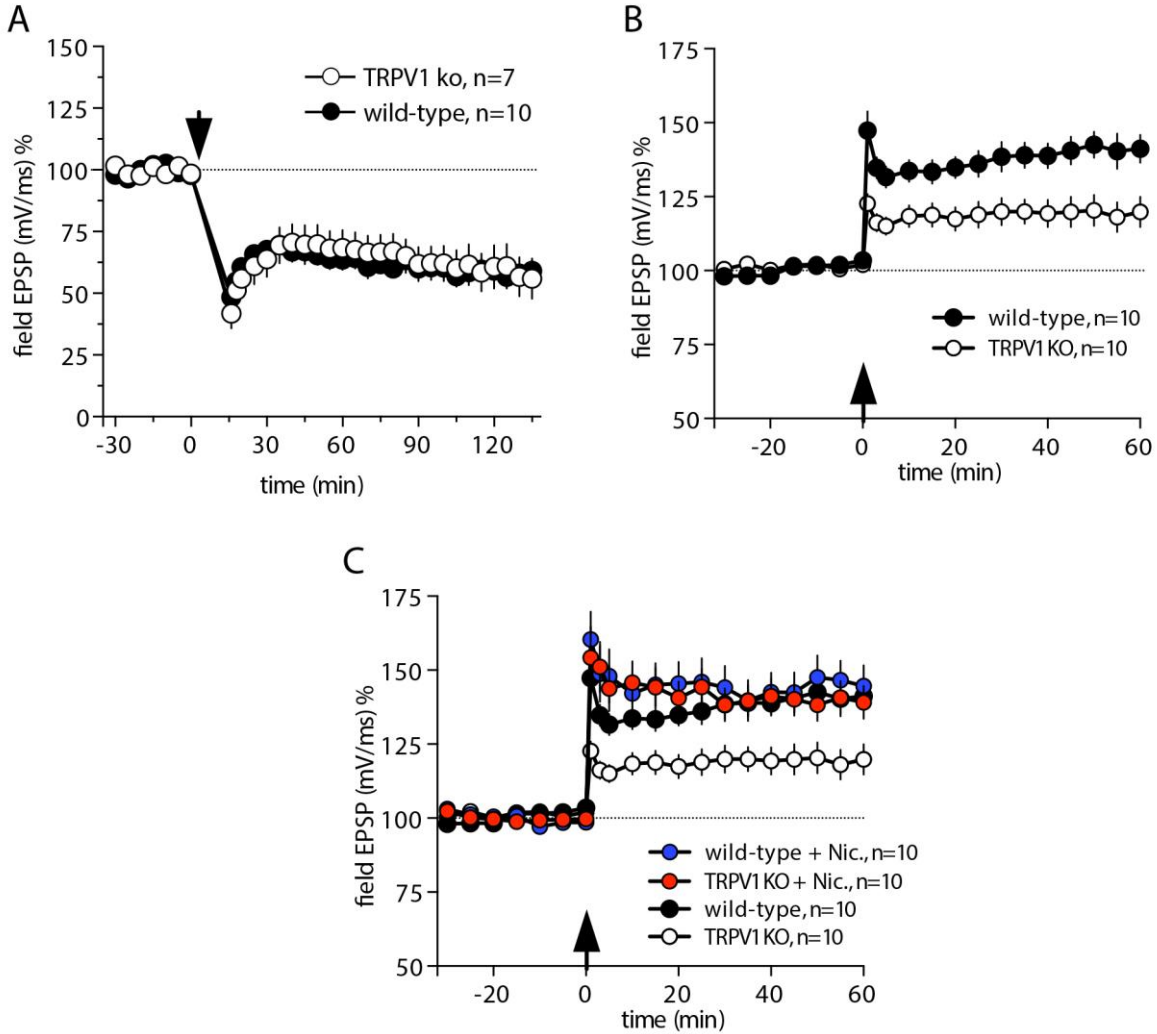 A
150
125
100
75
50
25
0
field EPSP (mV/ms) %
TRPV1 ko, n=7
wild-type, n=10
-30 0 30 60 90 120
time (min)
B
175
150
125
100
75
50
field EPSP (mV/ms) %
wild-type, n=10
TRPV1 KO, n=10
-20 0 20 40 60
time (min)
C
175
150
125
100
75
50
field EPSP (mV/ms) %
wild-type + Nic., n=10
TRPV1 KO + Nic., n=10
wild-type, n=10
TRPV1 KO, n=10
-20 0 20 40 60
time (min)